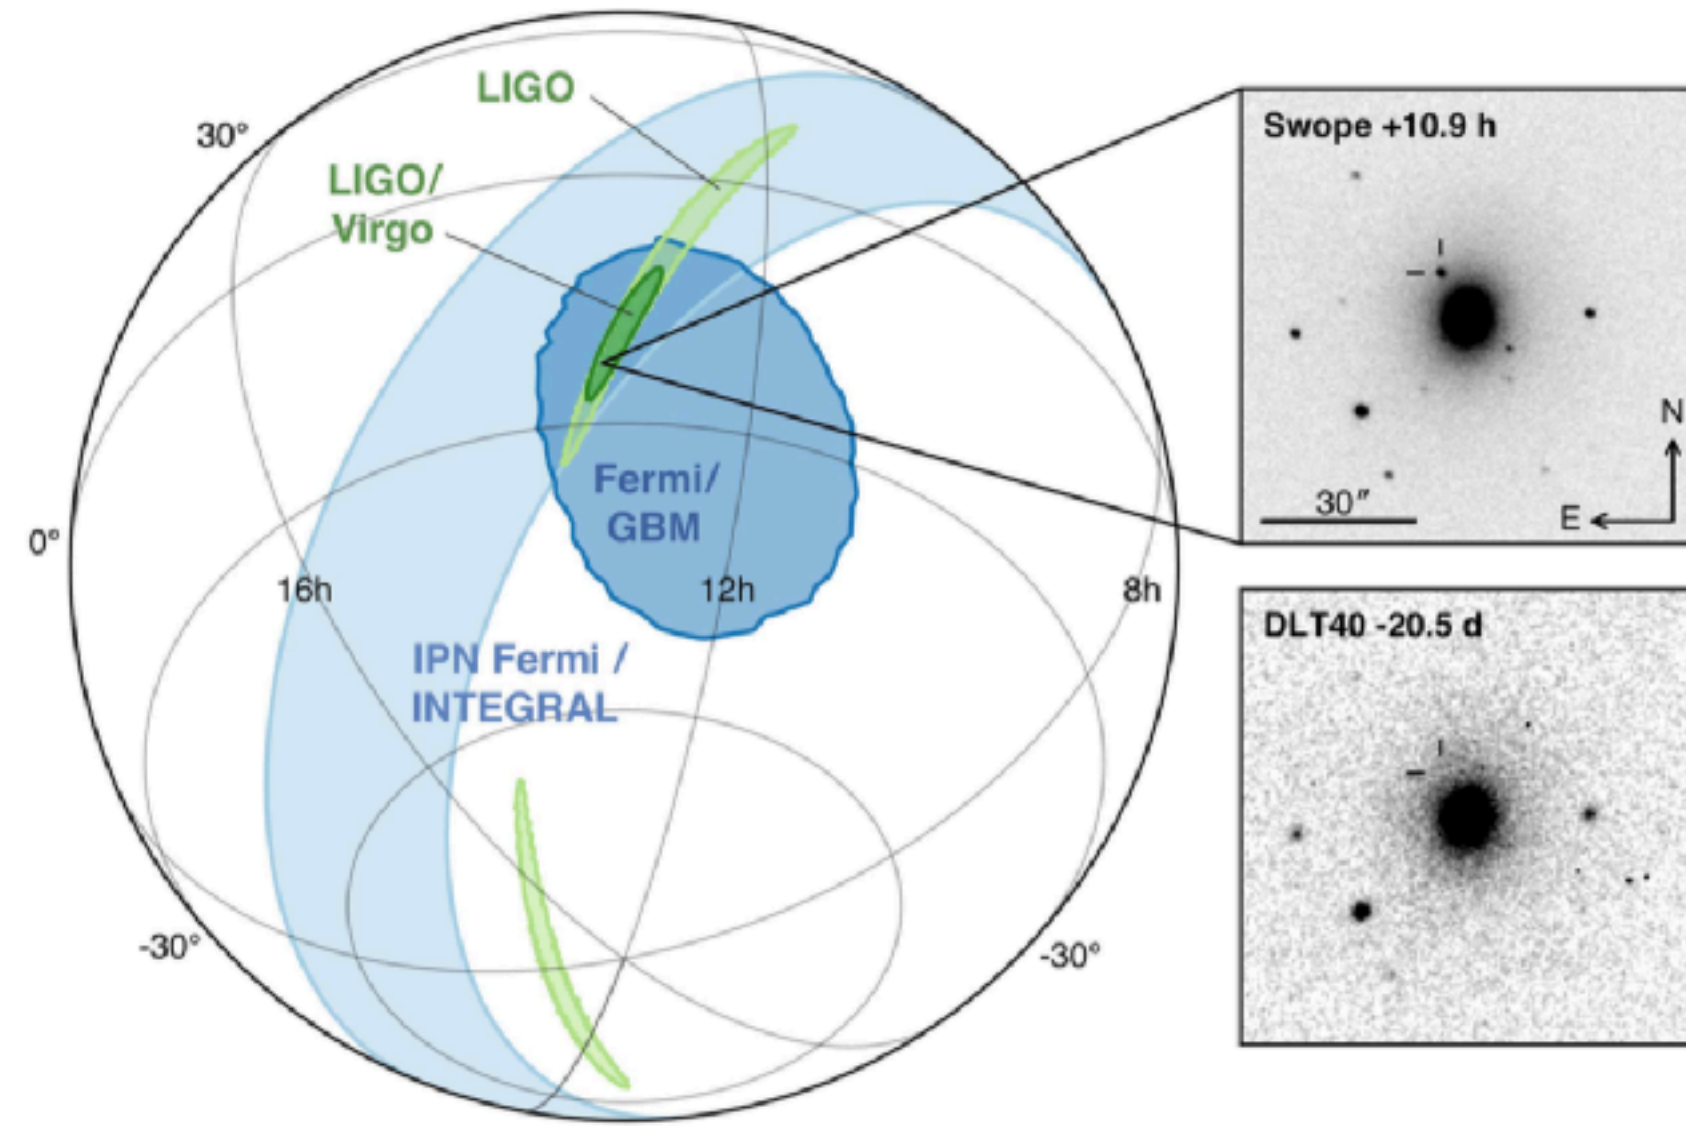 LIGO
30°
LIGO/
Virgo
0°
16h
12h
8h
Fermi/
GBM
IPN Fermi /
INTEGRAL
-30°
-30°
Swope +10.9 h
30″
N
E
DLT40 -20.5 d